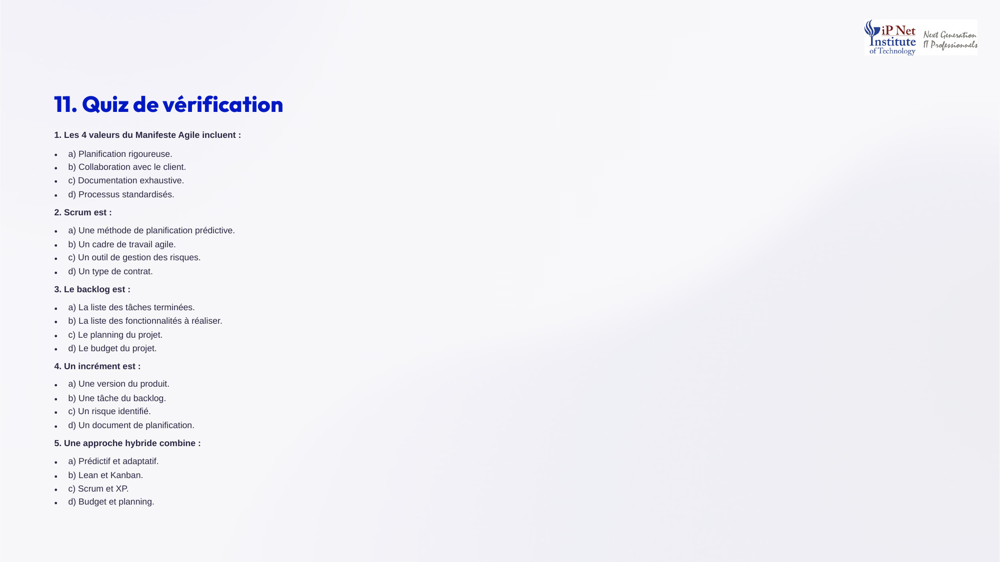 iP Net
Institute
of Technology
Next Generation
IT Professionnels
11. Quiz de vérification
1. Les 4 valeurs du Manifeste Agile incluent :
• a) Planification rigoureuse.
• b) Collaboration avec le client.
• c) Documentation exhaustive.
• d) Processus standardisés.
2. Scrum est :
• a) Une méthode de planification prédictive.
• b) Un cadre de travail agile.
• c) Un outil de gestion des risques.
• d) Un type de contrat.
3. Le backlog est :
• a) La liste des tâches terminées.
• b) La liste des fonctionnalités à réaliser.
• c) Le planning du projet.
• d) Le budget du projet.
4. Un incrément est :
• a) Une version du produit.
• b) Une tâche du backlog.
• c) Un risque identifié.
• d) Un document de planification.
5. Une approche hybride combine :
• a) Prédictif et adaptatif.
• b) Lean et Kanban.
• c) Scrum et XP.
• d) Budget et planning.